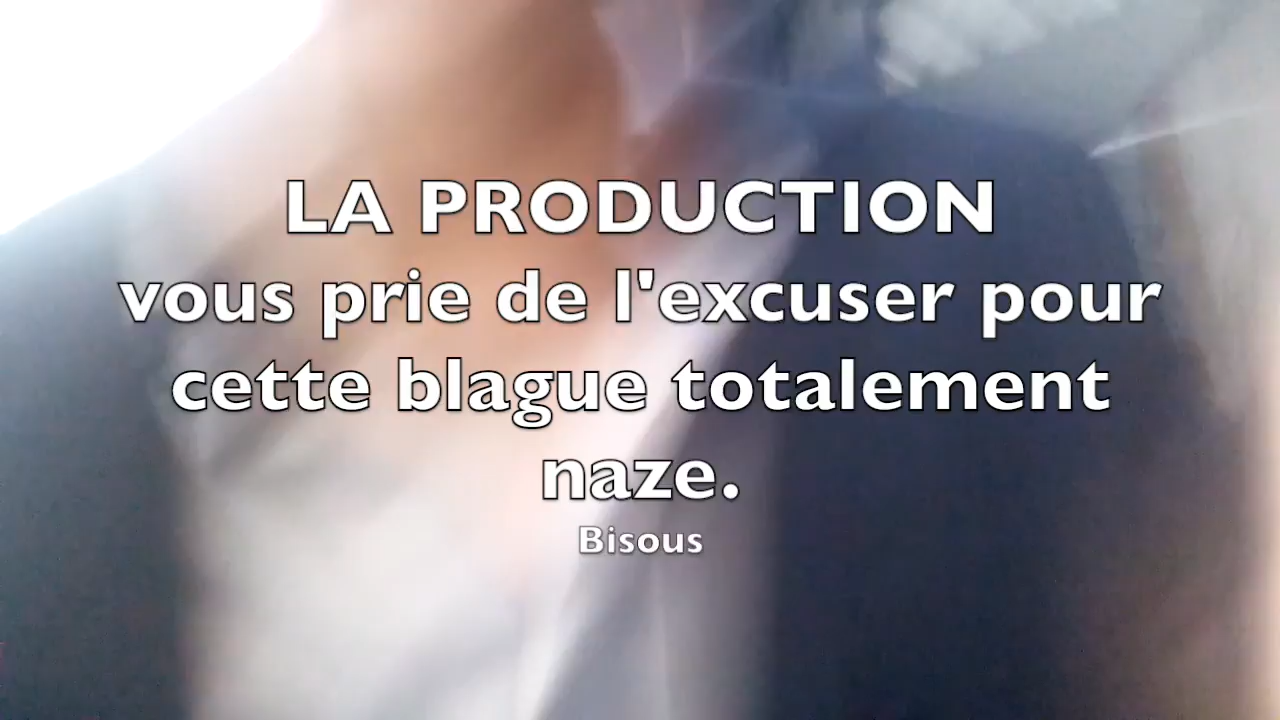 LA PRODUCTION
vous prie de l'excuser pour
cette blague totalement
naze.
Bisous